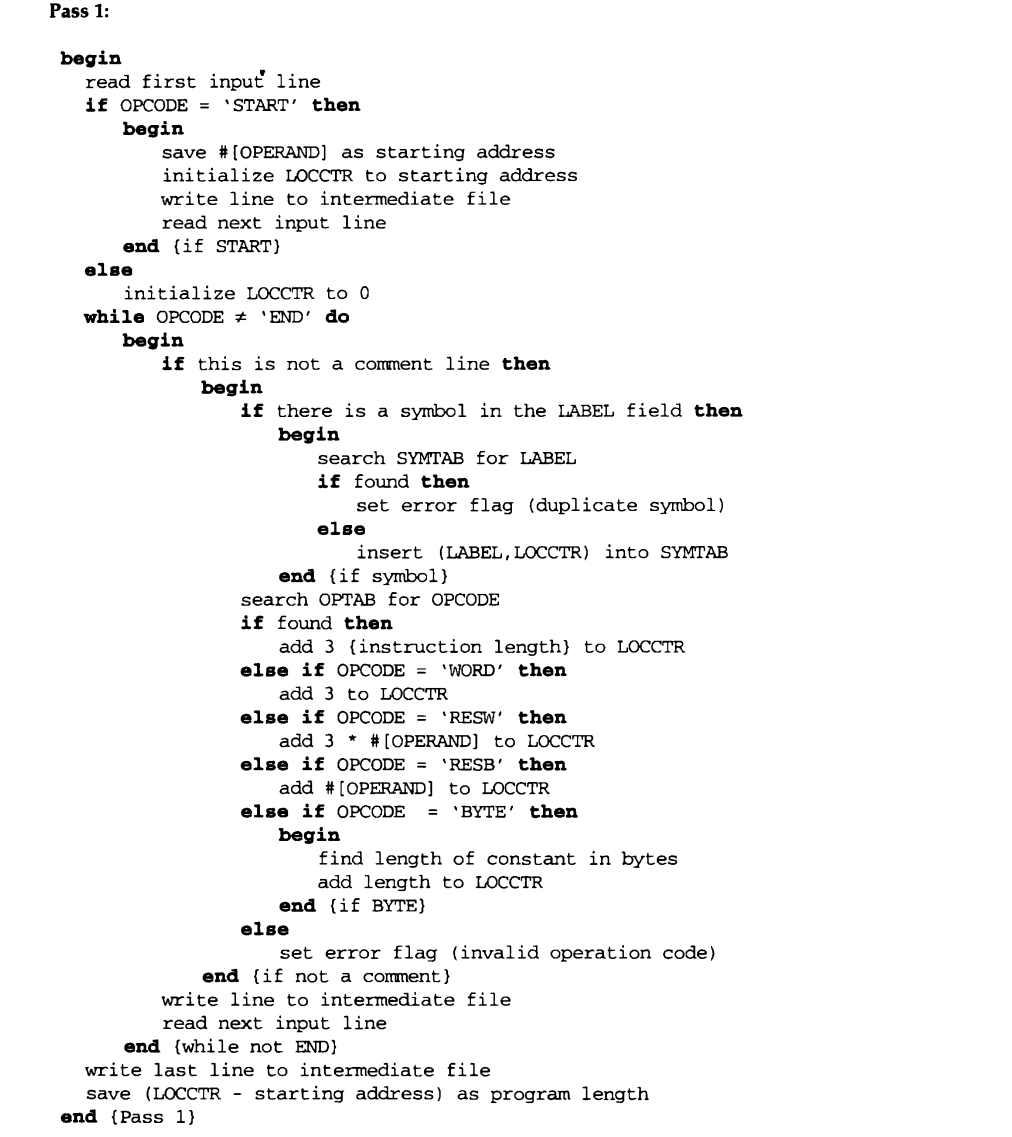 Pass 1:
begin
read first input line
if OPCODE = 'START' then
begin
save #[OPERAND] as starting address
initialize LOCCTR to starting address
write line to intermediate file
read next input line
end {if START}
else
initialize LOCCTR to 0
while OPCODE ≠ 'END' do
begin
if this is not a comment line then
begin
if there is a symbol in the LABEL field then
begin
search SYMTAB for LABEL
if found then
set error flag (duplicate symbol)
else
insert (LABEL,LOCCTR) into SYMTAB
end {if symbol}
search OPTAB for OPCODE
if found then
add 3 {instruction length} to LOCCTR
else if OPCODE = 'WORD' then
add 3 to LOCCTR
else if OPCODE = 'RESW' then
add 3 * #[OPERAND] to LOCCTR
else if OPCODE = 'RESB' then
add #[OPERAND] to LOCCTR
else if OPCODE = 'BYTE' then
begin
find length of constant in bytes
add length to LOCCTR
end {if BYTE}
else
set error flag (invalid operation code)
end {if not a comment}
write line to intermediate file
read next input line
end {while not END}
write last line to intermediate file
save (LOCCTR - starting address) as program length
end {Pass 1}